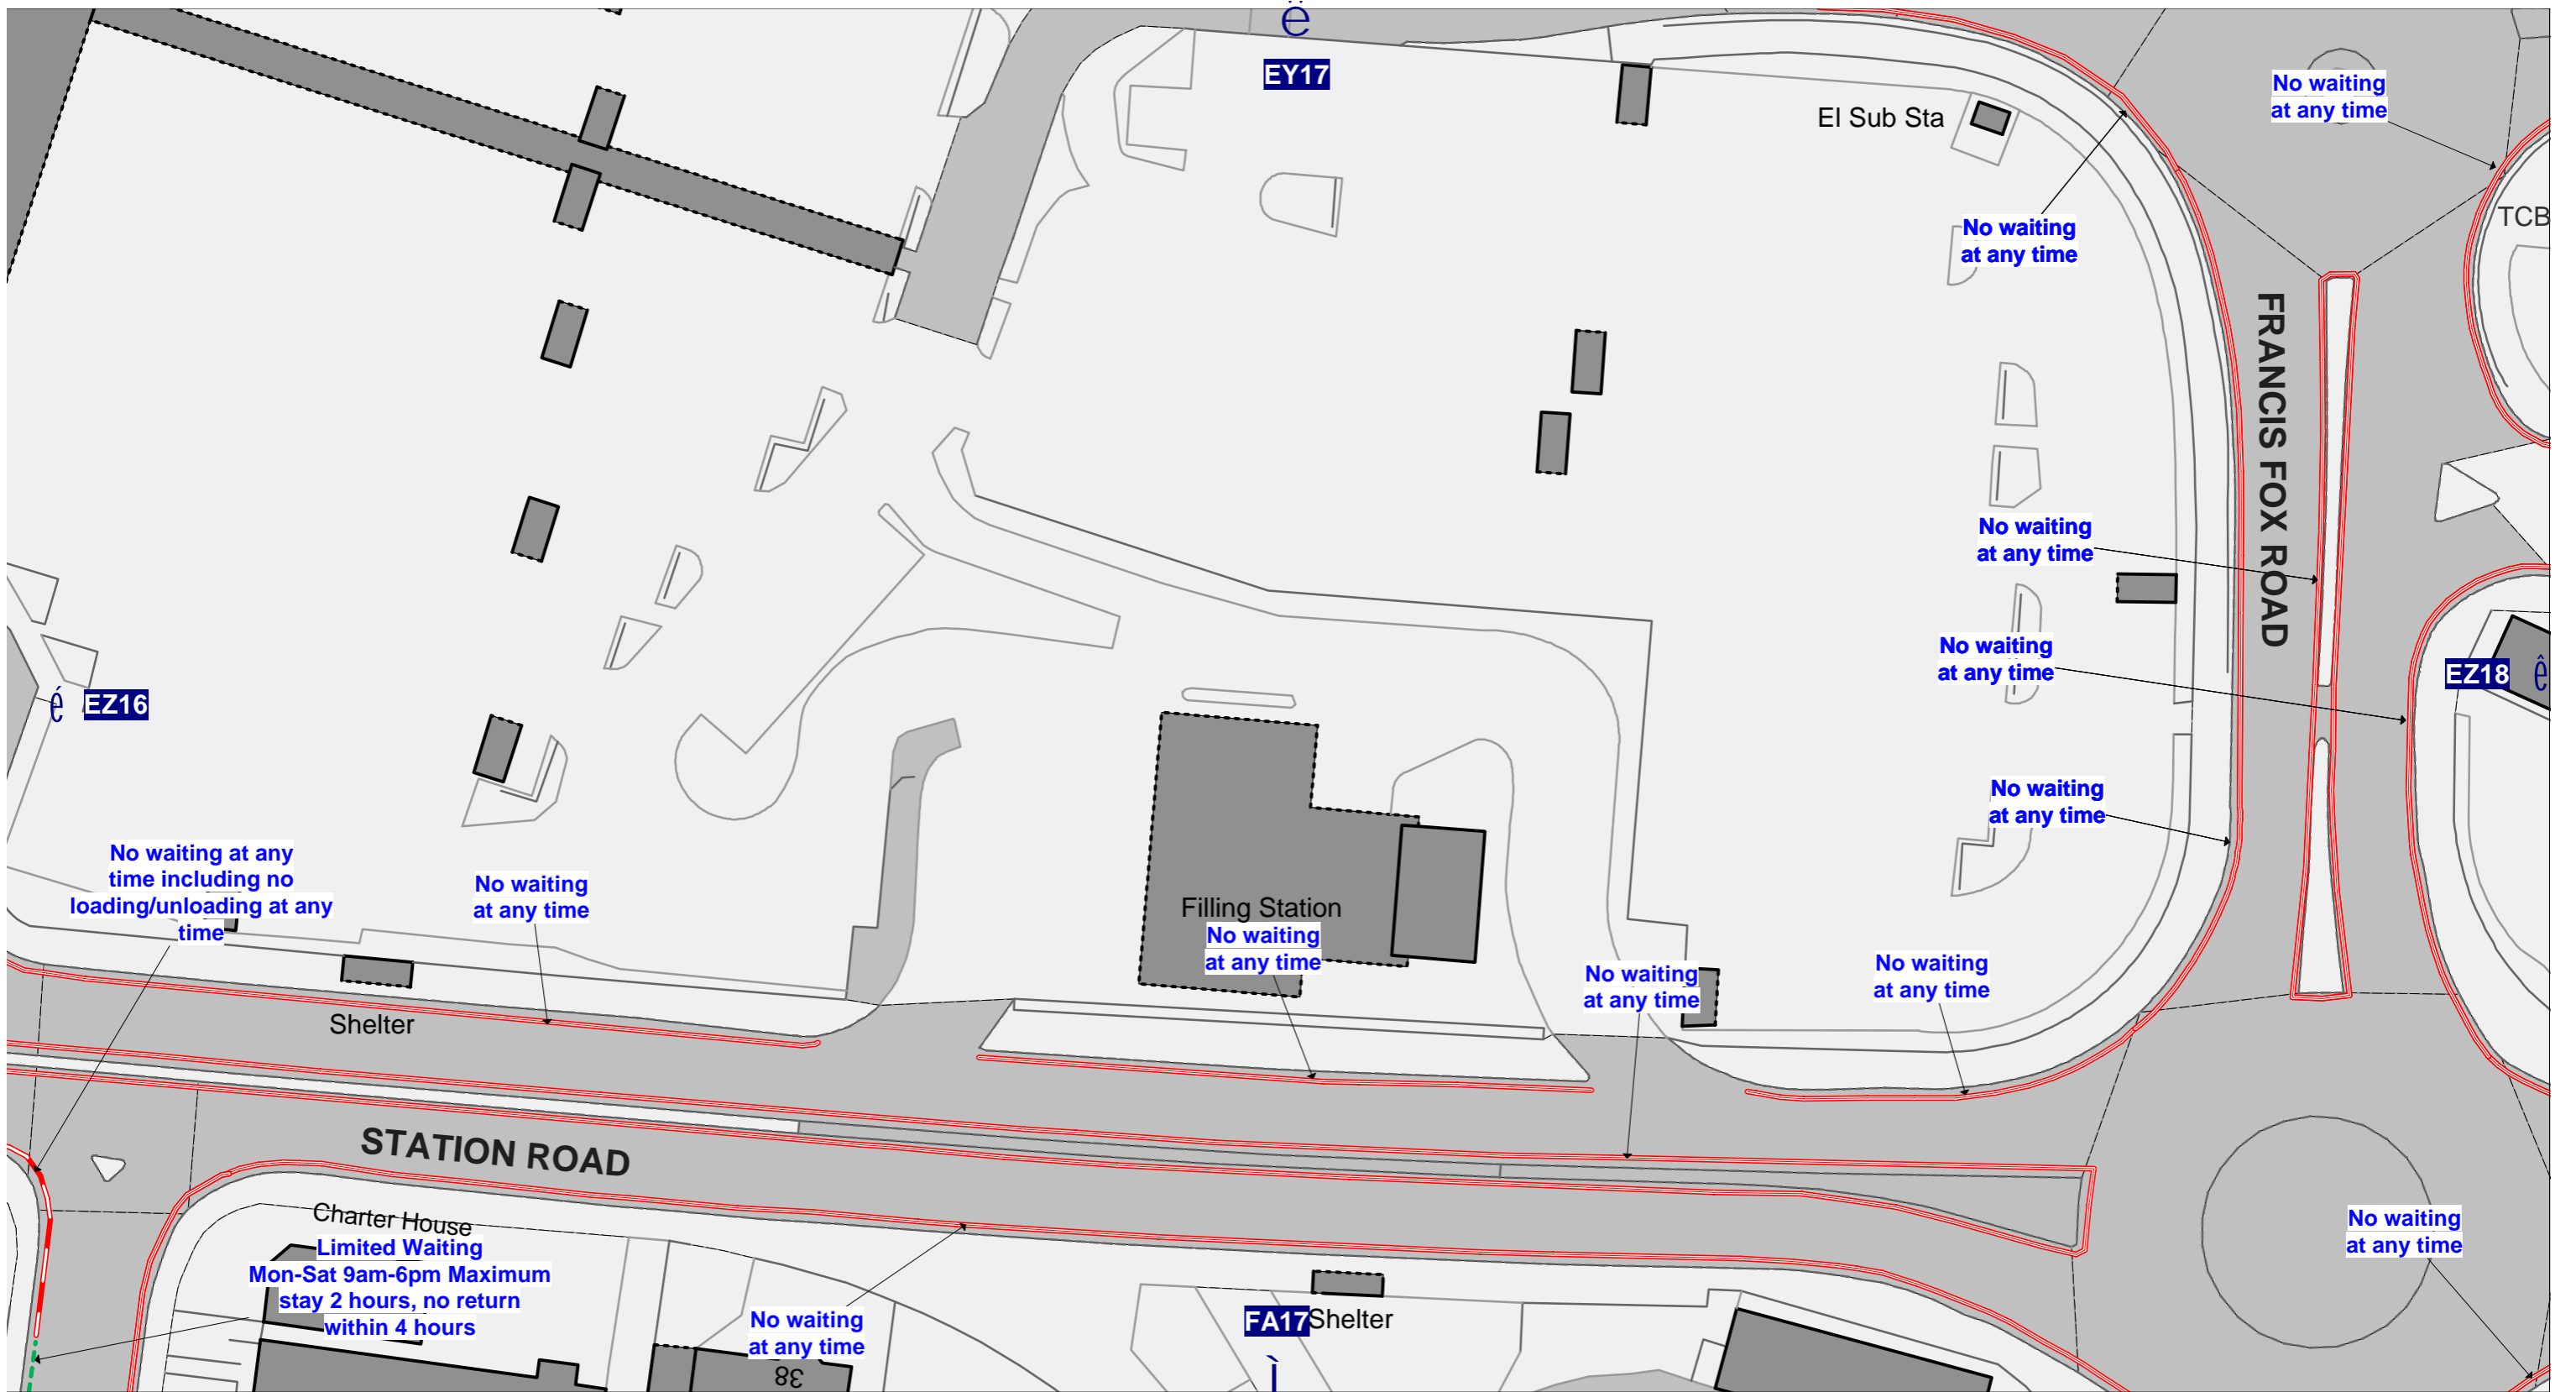 ë
EY17
No waiting
at any time
El Sub Sta
TCB
No waiting
at any time
FRANCIS FOX ROAD
No waiting
at any time
No waiting
at any time
EZ18
ê
é
EZ16
No waiting
at any time
No waiting at any
time including no
loading/unloading at any
time
No waiting
at any time
Filling Station
No waiting
at any time
No waiting
at any time
No waiting
at any time
Shelter
STATION ROAD
Charter House
Limited Waiting
Mon-Sat 9am-6pm Maximum
stay 2 hours, no return
within 4 hours
No waiting
at any time
38
FA17
Shelter
ì
No waiting
at any time